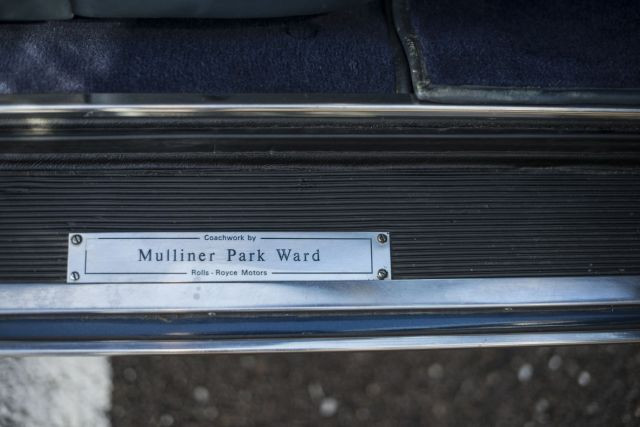 Coachwork by
Mulliner Park Ward
Rolls-Royce Motors